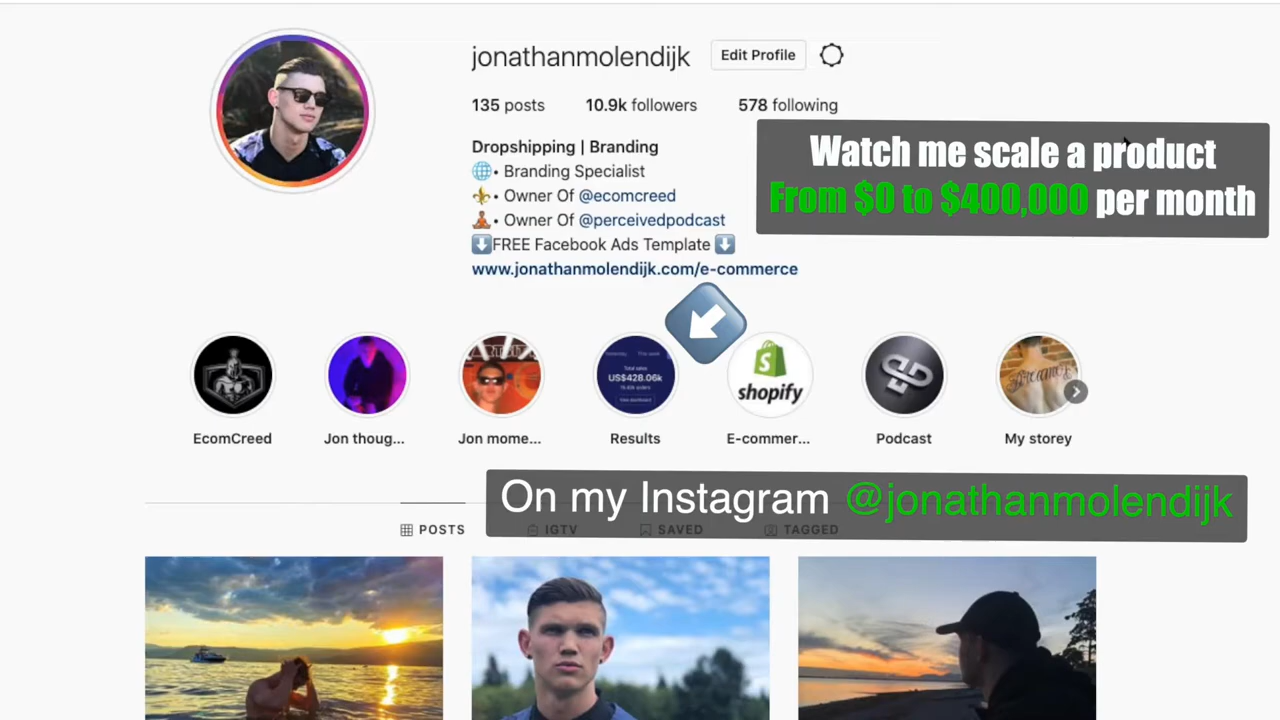 jonathanmolendijk
Edit Profile
135 posts 10.9k followers 578 following
Dropshipping | Branding
• Branding Specialist
• Owner Of @ecomcreed
• Owner Of @perceivedpodcast
FREE Facebook Ads Template
www.jonathanmolendijk.com/e-commerce
Watch me scale a product
From $0 to $400,000 per month
Total sales
US$428.06k
S
shopify
EcomCreed
Jon thoug...
Jon mome...
Results
E-commer...
Podcast
My storey
On my Instagram @jonathanmolendijk
POSTS
IGTV
SAVED
TAGGED